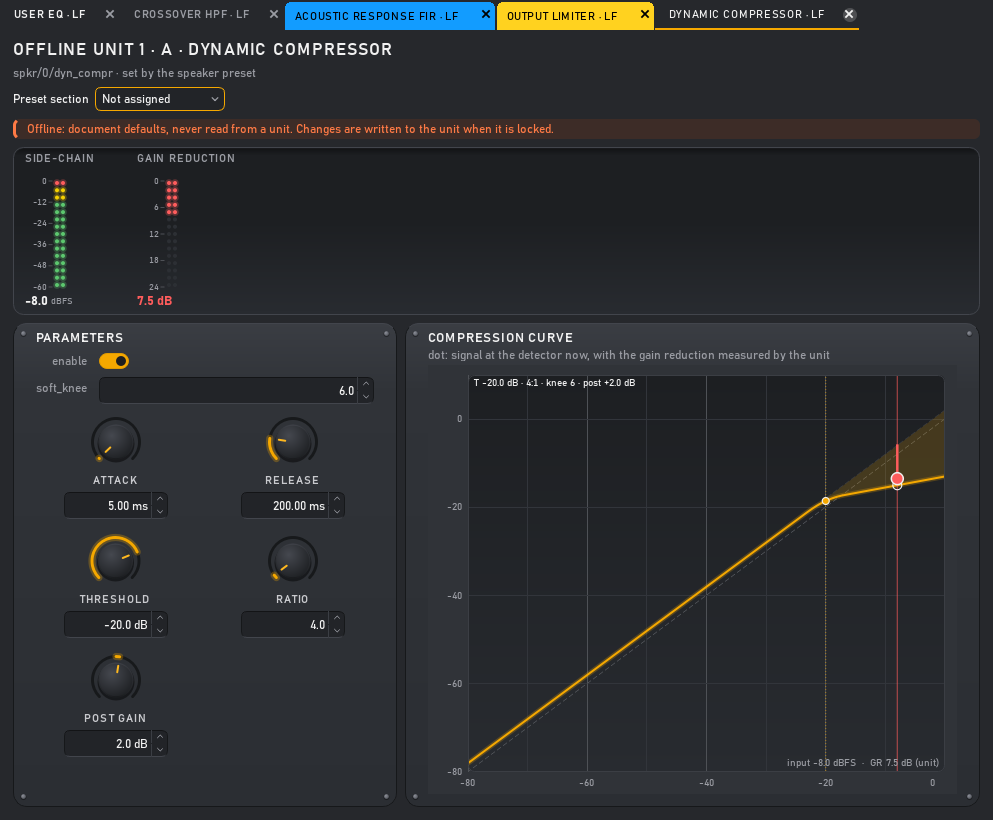 USER EQ · LF
CROSSOVER HPF · LF
ACOUSTIC RESPONSE FIR · LF
OUTPUT LIMITER · LF
DYNAMIC COMPRESSOR · LF
OFFLINE UNIT 1 · A · DYNAMIC COMPRESSOR
spkr/0/dyn_compr · set by the speaker preset
Preset section Not assigned
Offline: document defaults, never read from a unit. Changes are written to the unit when it is locked.
SIDE-CHAIN
0
-12
-24
-36
-48
-60
-8.0 dBFS
GAIN REDUCTION
0
6
12
18
24
7.5 dB
PARAMETERS
enable
soft_knee 6.0
ATTACK
5.00 ms
RELEASE
200.00 ms
THRESHOLD
-20.0 dB
RATIO
4.0
POST GAIN
2.0 dB
COMPRESSION CURVE
dot: signal at the detector now, with the gain reduction measured by the unit
T -20.0 dB · 4:1 · knee 6 · post +2.0 dB
0
-20
-40
-60
-80
input -8.0 dBFS · GR 7.5 dB (unit)
-80 -60 -40 -20 0